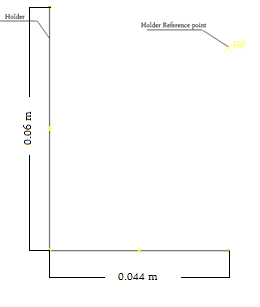 Holder
Holder Reference point
RP
0.06 m
0.044 m